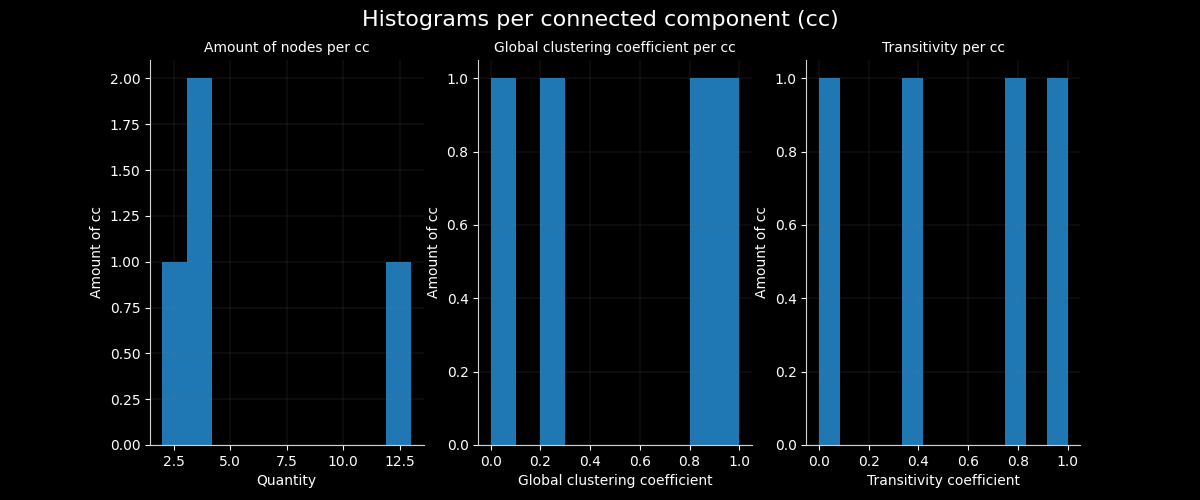 Histograms per connected component (cc)
Amount of nodes per cc
Global clustering coefficient per cc
Transitivity per cc
2.00
1.75
1.50
1.25
1.00
0.75
0.50
0.25
0.00
Amount of cc
2.5 5.0 7.5 10.0 12.5
Quantity
1.0
0.8
0.6
0.4
0.2
0.0
Amount of cc
0.0 0.2 0.4 0.6 0.8 1.0
Global clustering coefficient
1.0
0.8
0.6
0.4
0.2
0.0
Amount of cc
0.0 0.2 0.4 0.6 0.8 1.0
Transitivity coefficient